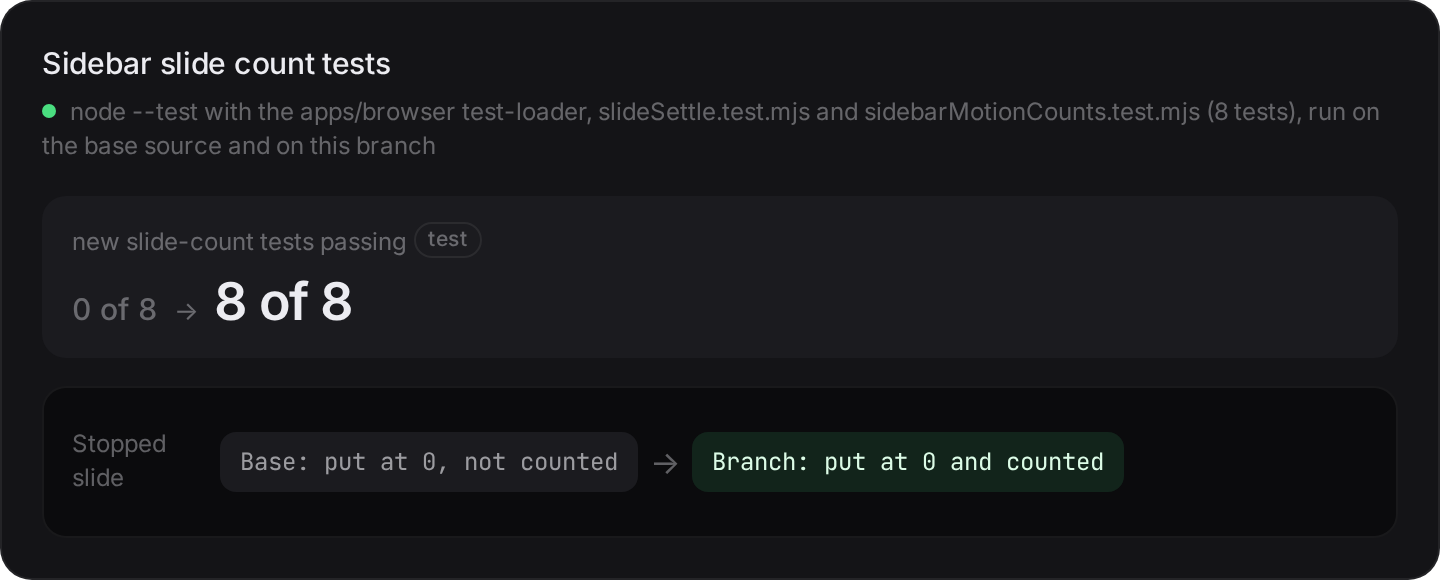 Sidebar slide count tests
node --test with the apps/browser test-loader, slideSettle.test.mjs and sidebarMotionCounts.test.mjs (8 tests), run on
the base source and on this branch
new slide-count tests passing test
0 of 8 → 8 of 8
Stopped
slide
Base: put at 0, not counted → Branch: put at 0 and counted